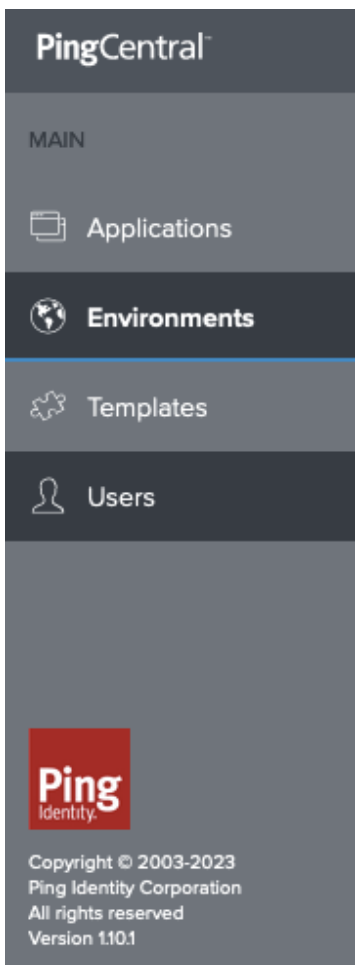 PingCentral™
MAIN
Applications
Environments
Templates
Users
Ping
Identity.
Copyright © 2003-2023
Ping Identity Corporation
All rights reserved
Version 1.10.1